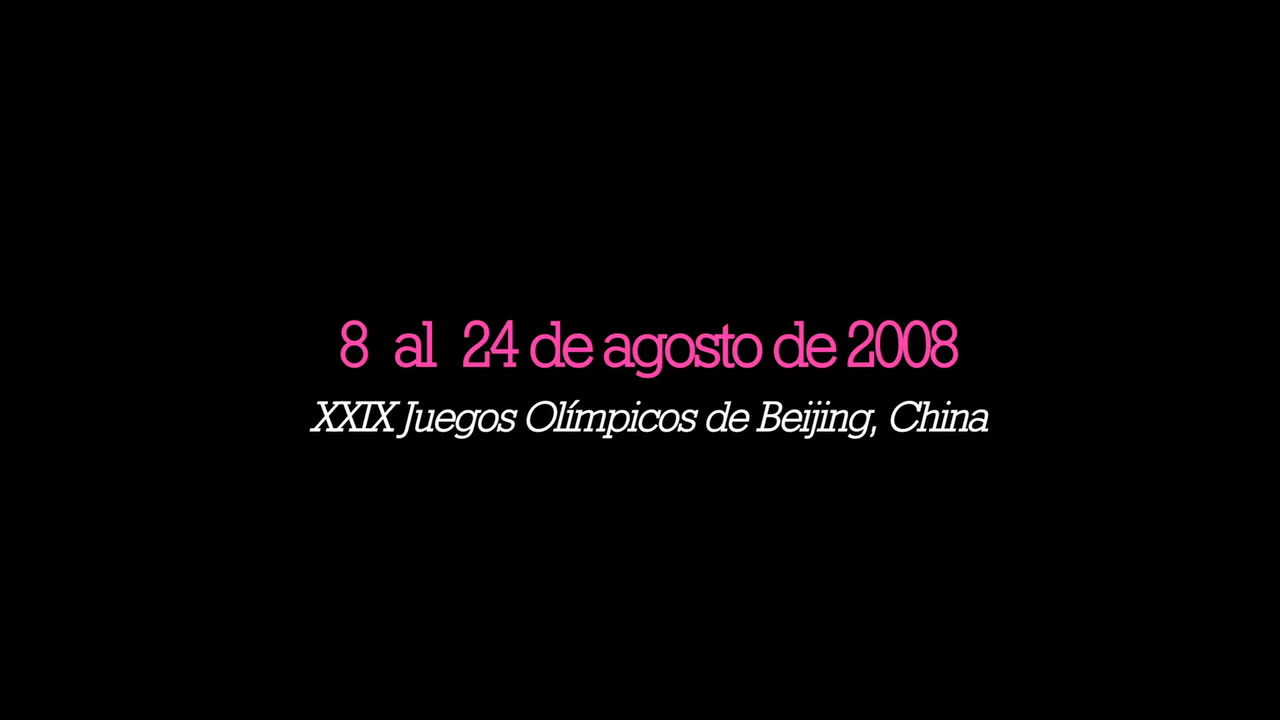 8 al 24 de agosto de 2008
XXIX Juegos Olímpicos de Beijing, China